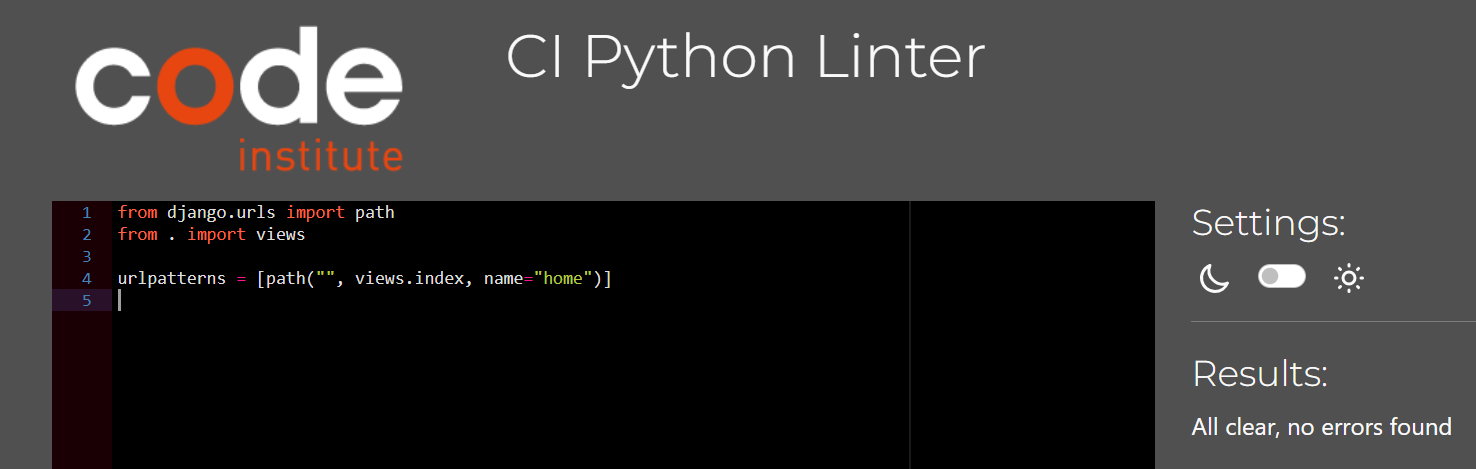 code
institute
CI Python Linter
1 from django.urls import path
2 from . import views
3
4 urlpatterns = [path("", views.index, name="home")]
5
Settings:
Results:
All clear, no errors found